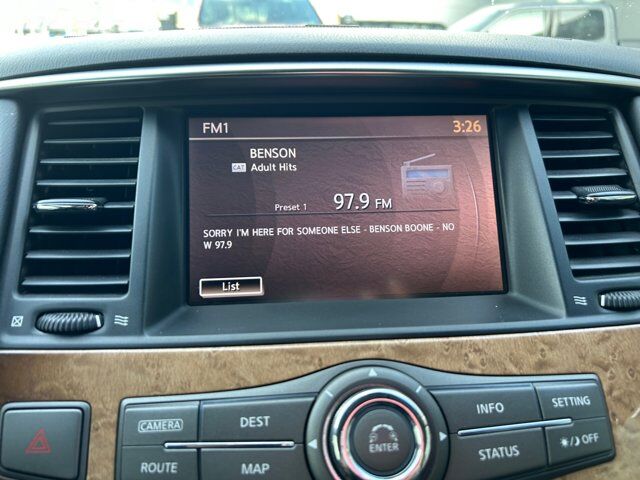 FM1 3:26
BENSON
CAT Adult Hits
Preset 1 97.9 FM
SORRY I'M HERE FOR SOMEONE ELSE - BENSON BOONE - NO
W 97.9
List
CAMERA DEST INFO SETTING
ROUTE MAP ENTER STATUS OFF